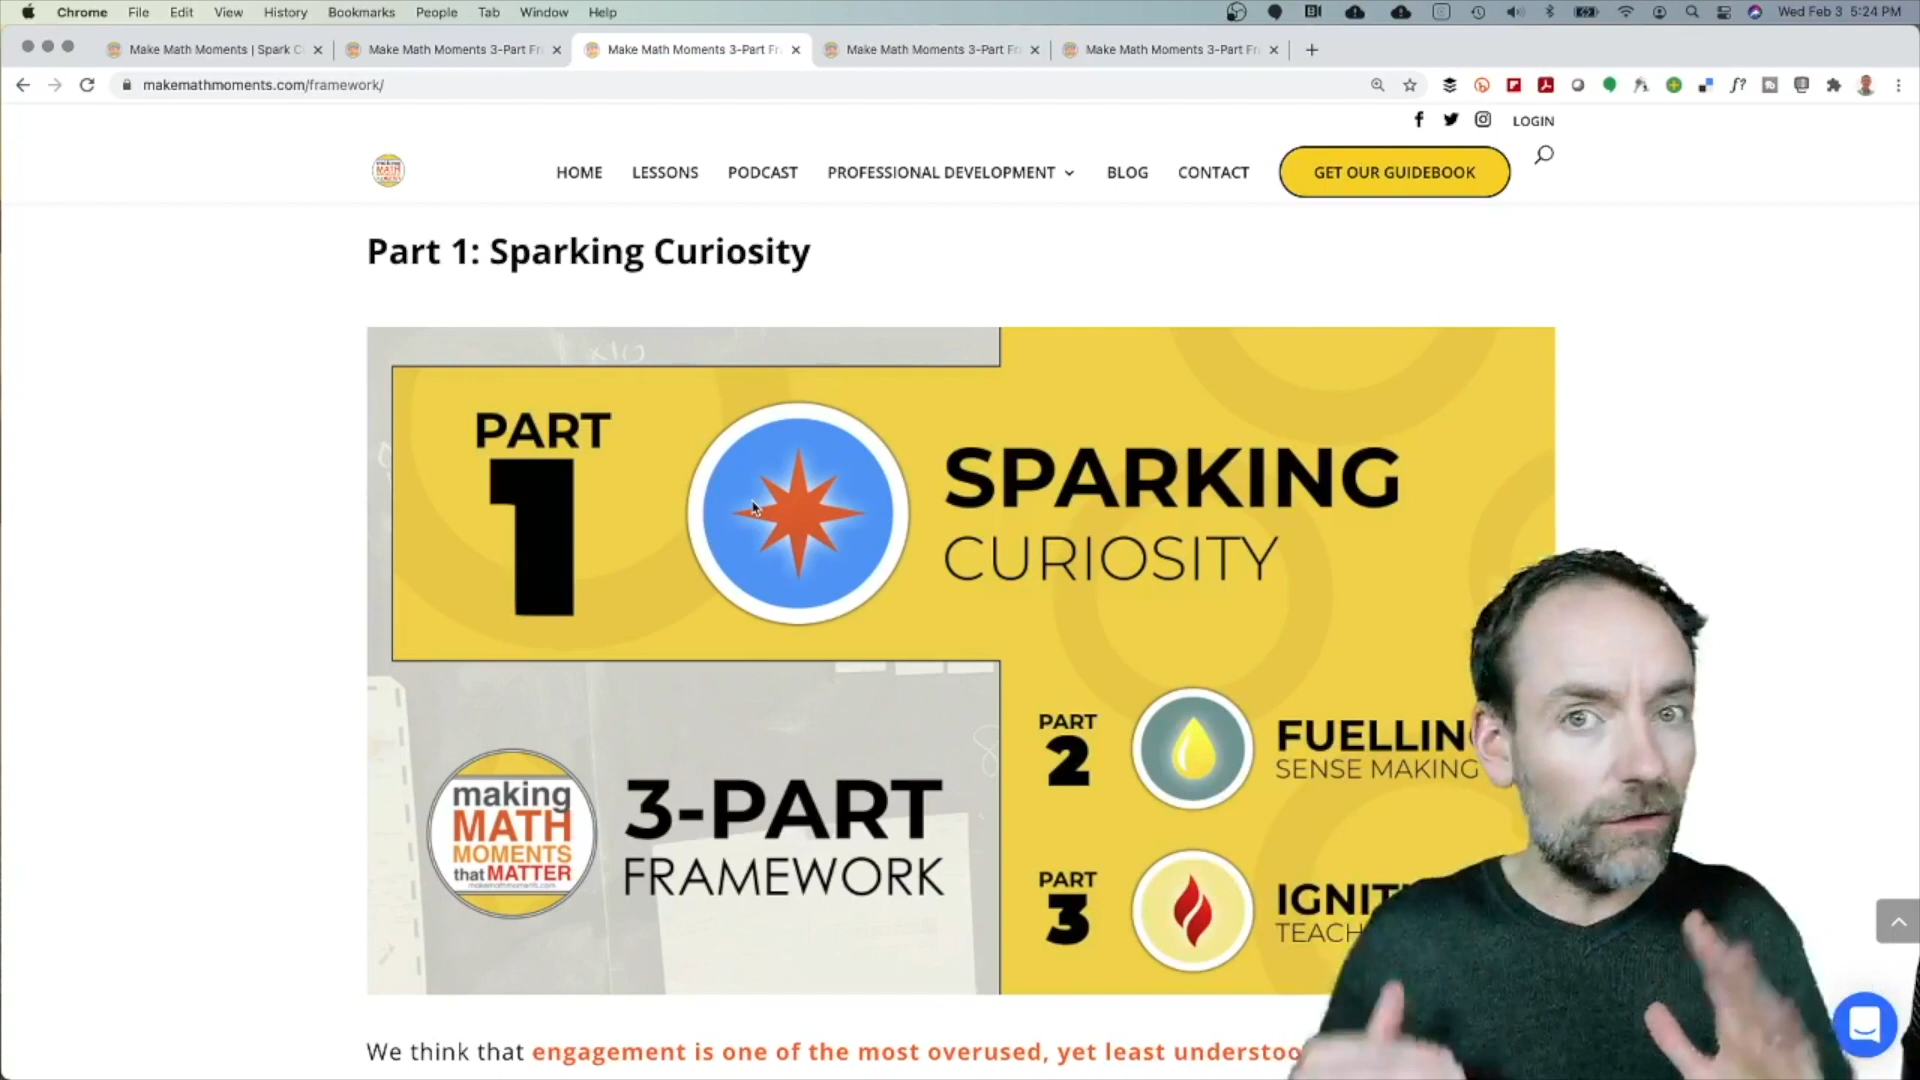 Chrome File Edit View History Bookmarks People Tab Window Help Wed Feb 3 5:24 PM
Make Math Moments | Spark C Make Math Moments 3-Part Fr Make Math Moments 3-Part Fr Make Math Moments 3-Part Fr Make Math Moments 3-Part Fr
makemathmoments.com/framework/
LOGIN
HOME LESSONS PODCAST PROFESSIONAL DEVELOPMENT BLOG CONTACT GET OUR GUIDEBOOK
Part 1: Sparking Curiosity
x10
PART
1
SPARKING
CURIOSITY
PART
2
FUELLIN
SENSE MAKING
making
MATH
MOMENTS
that MATTER
makemathmoments.com
3-PART
FRAMEWORK
PART
3
IGNIT
TEACH
We think that engagement is one of the most overused, yet least understoo